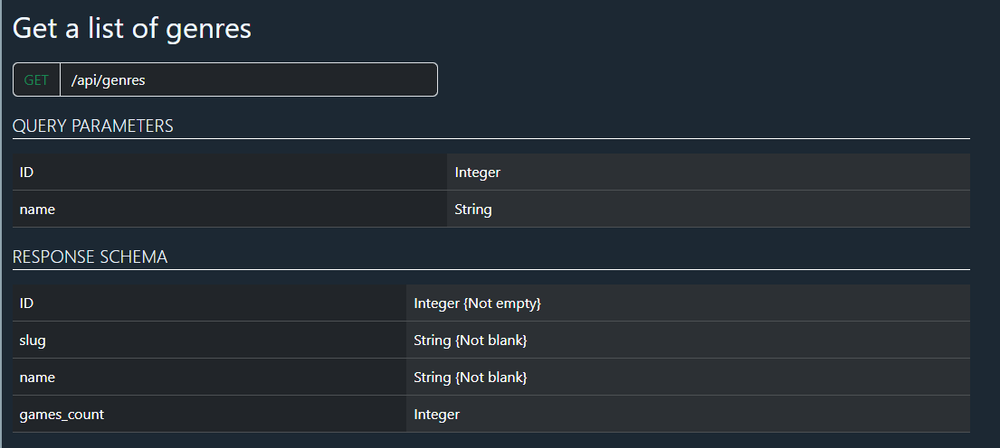 Get a list of genres
GET /api/genres
QUERY PARAMETERS
ID Integer
name String
RESPONSE SCHEMA
ID Integer {Not empty}
slug String {Not blank}
name String {Not blank}
games_count Integer